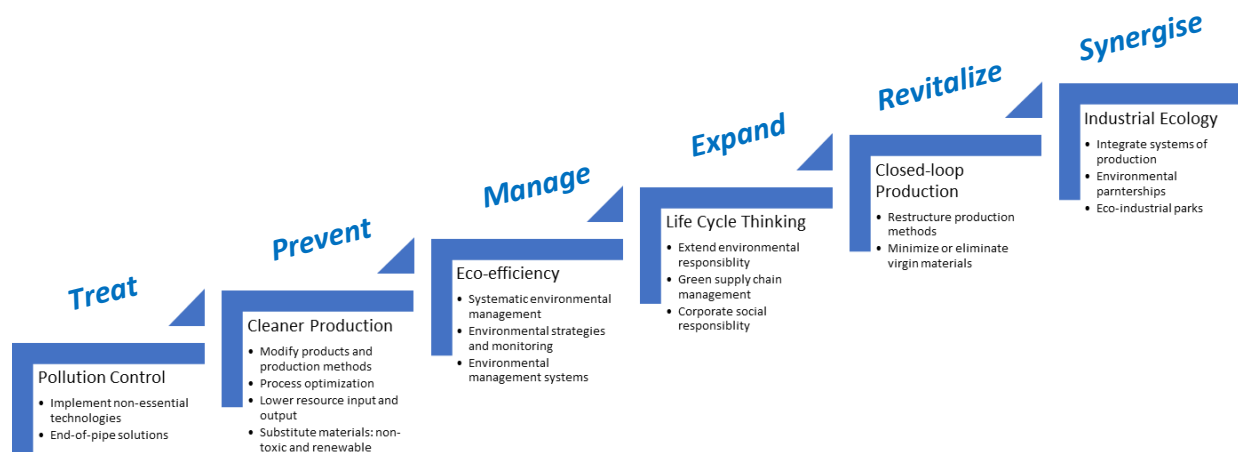 Treat
Pollution Control
• Implement non-essential
technologies
• End-of-pipe solutions
Prevent
Cleaner Production
• Modify products and
production methods
• Process optimization
• Lower resource input and
output
• Substitute materials: non-
toxic and renewable
Manage
Eco-efficiency
• Systematic environmental
management
• Environmental strategies
and monitoring
• Environmental
management systems
Expand
Life Cycle Thinking
• Extend environmental
responsiblity
• Green supply chain
management
• Corporate social
responsiblity
Revitalize
Closed-loop
Production
• Restructure production
methods
• Minimize or eliminate
virgin materials
Synergise
Industrial Ecology
• Integrate systems of
production
• Environmental
parnterships
• Eco-industrial parks